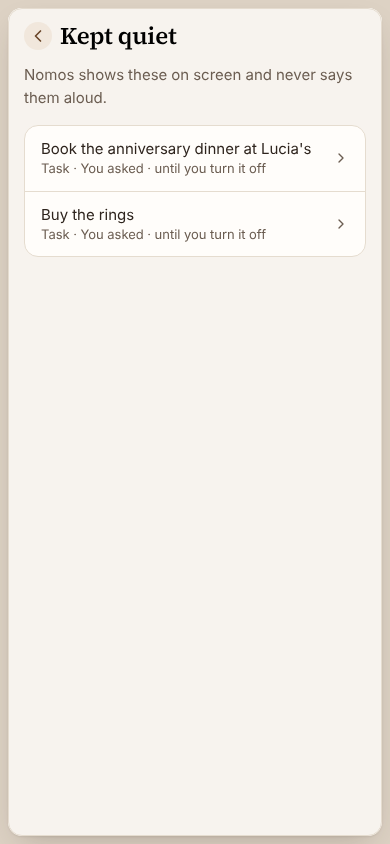 Kept quiet
Nomos shows these on screen and never says
them aloud.
Book the anniversary dinner at Lucia's
Task · You asked · until you turn it off
Buy the rings
Task · You asked · until you turn it off